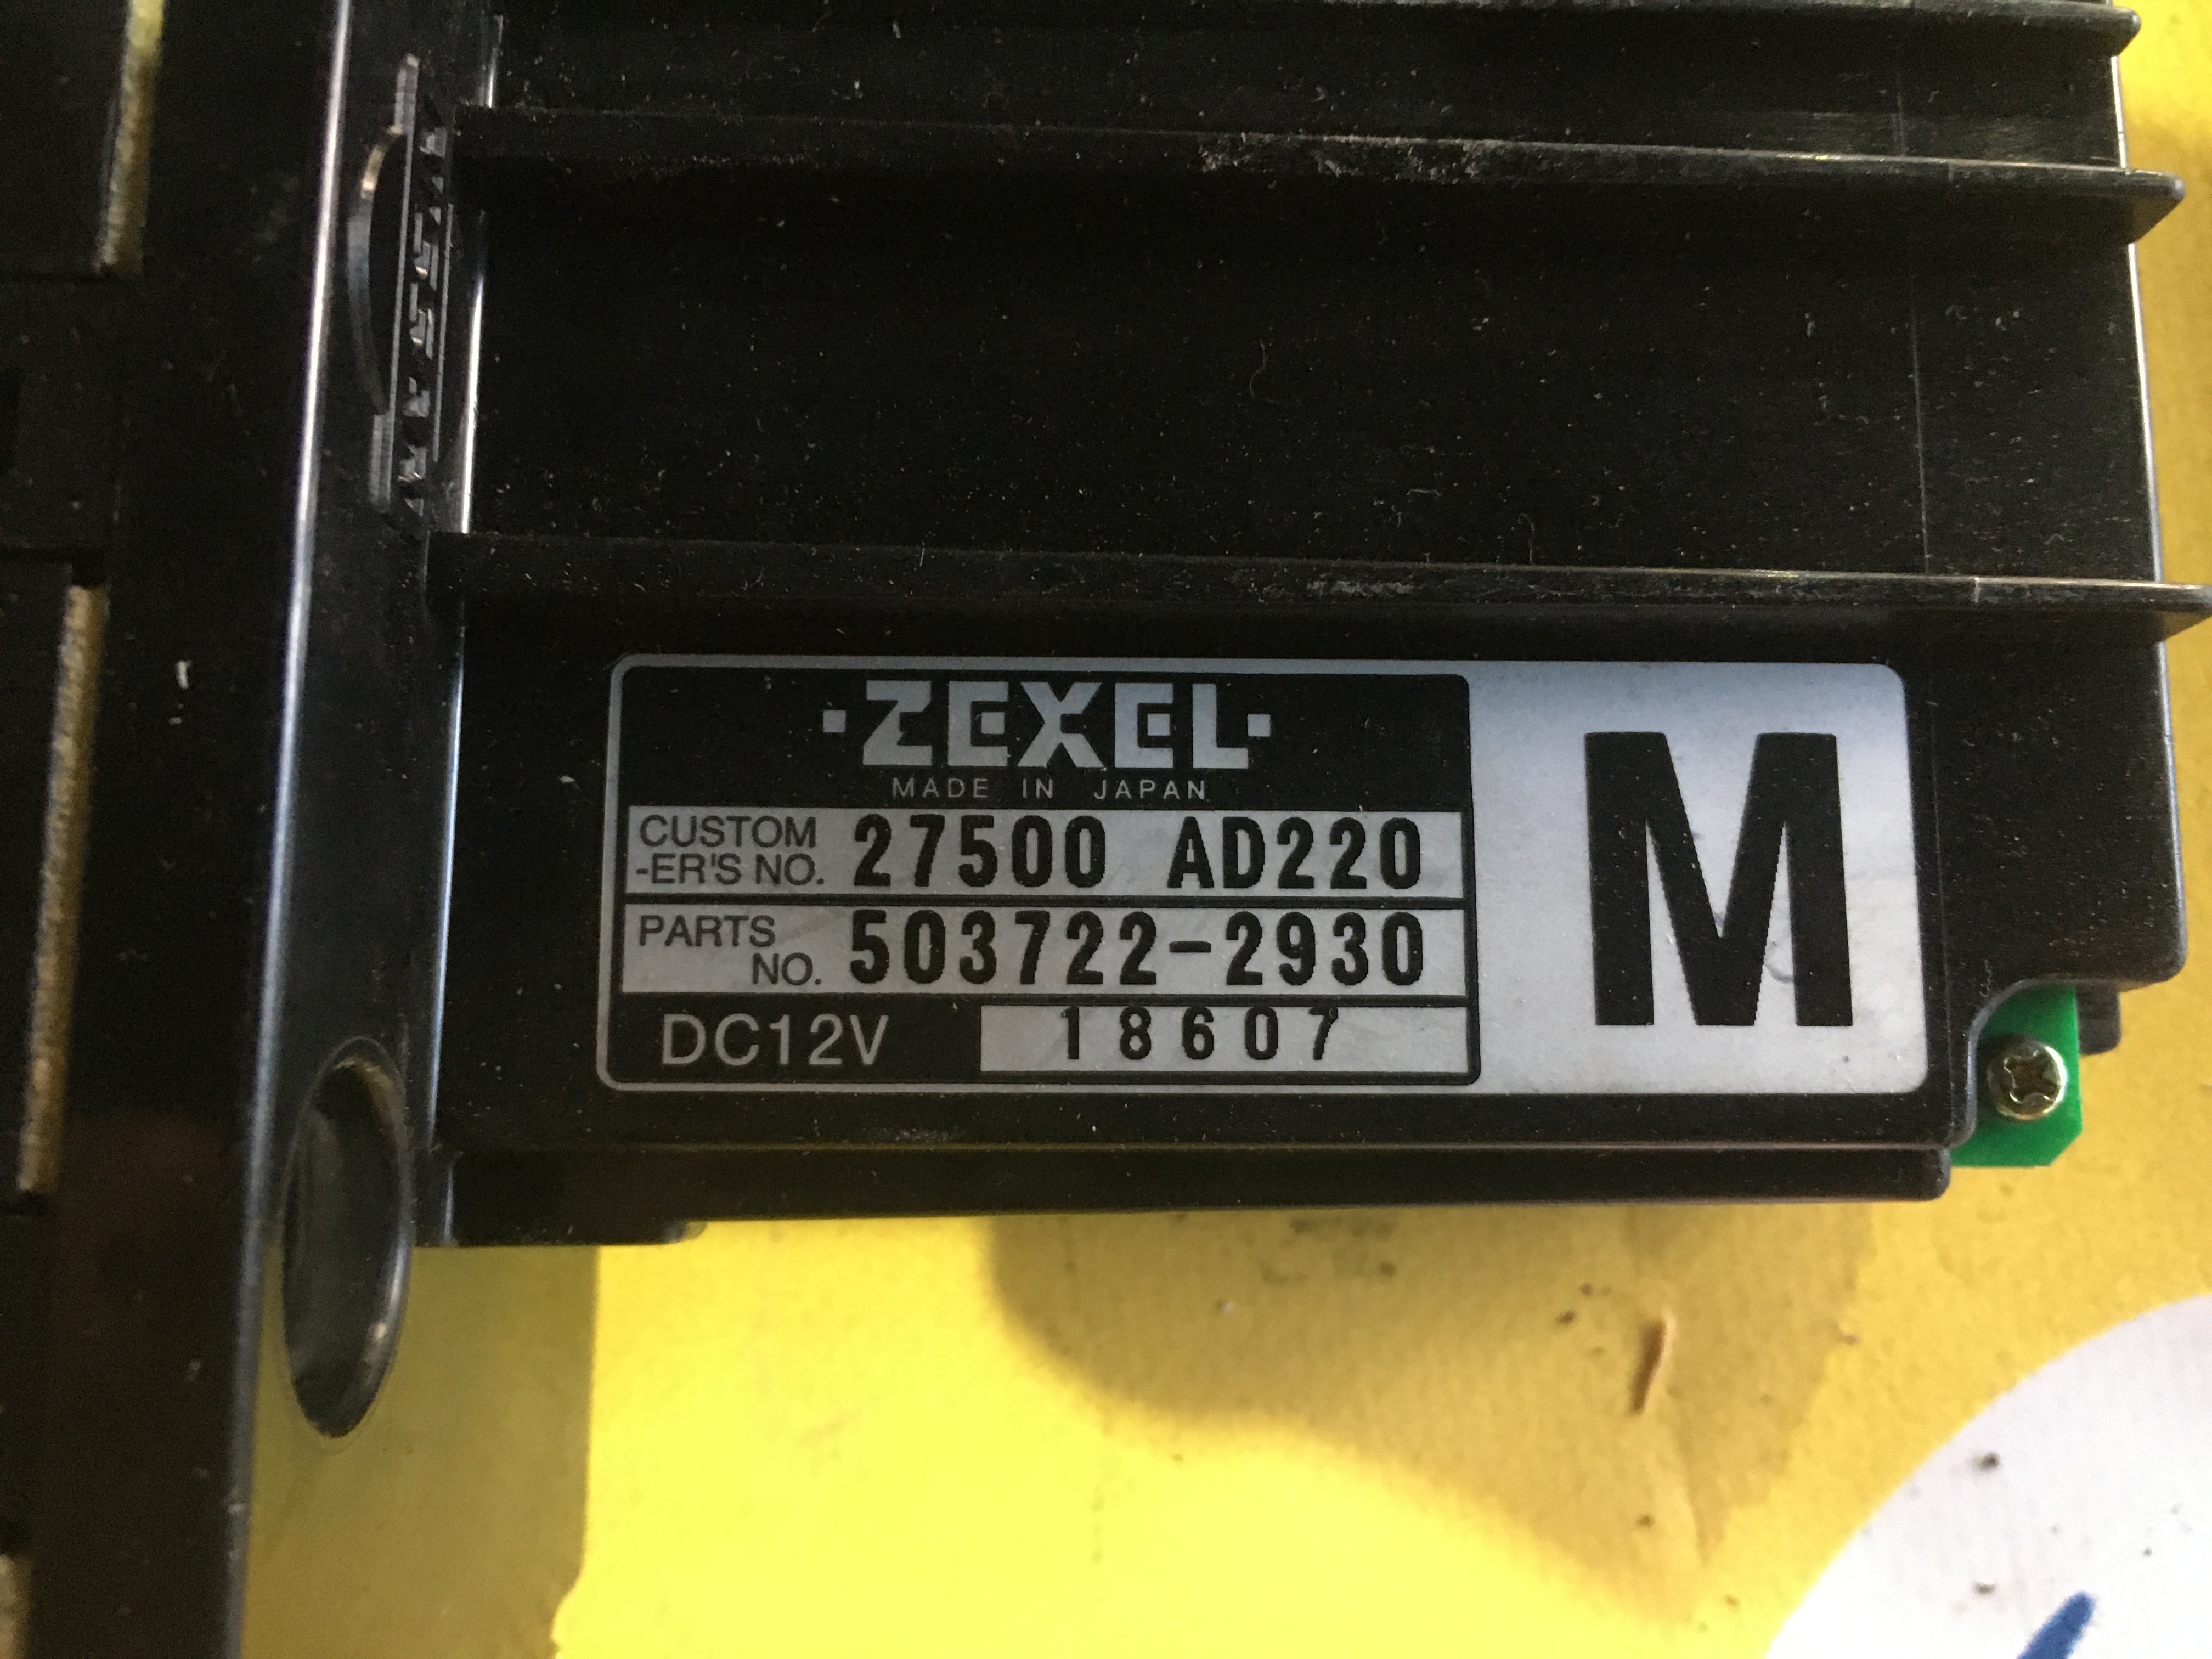 ·ZEXEL·
MADE IN JAPAN
CUSTOM
-ER'S NO. 27500 AD220
PARTS
NO. 503722-2930
DC12V 18607
M